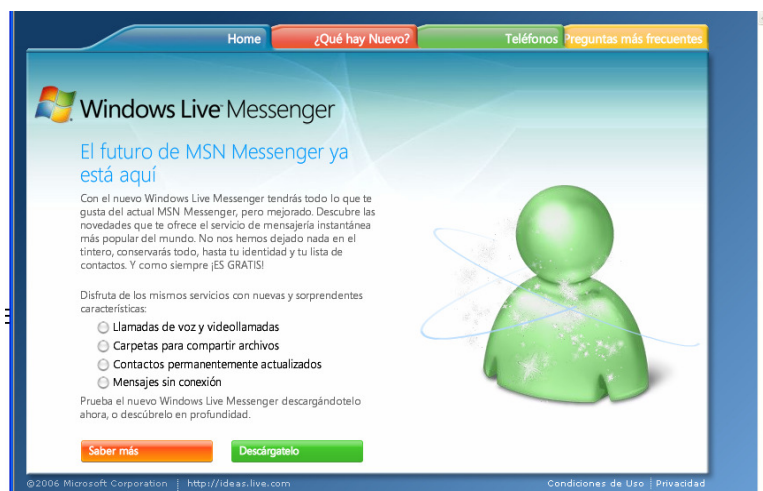 Home
¿Qué hay Nuevo?
Teléfonos
Preguntas más frecuentes
Windows Live Messenger
El futuro de MSN Messenger ya
está aquí
Con el nuevo Windows Live Messenger tendrás todo lo que te
gusta del actual MSN Messenger, pero mejorado. Descubre las
novedades que te ofrece el servicio de mensajería instantánea
más popular del mundo. No nos hemos dejado nada en el
tintero, conservarás todo, hasta tu identidad y tu lista de
contactos. Y como siempre ¡ES GRATIS!
Disfruta de los mismos servicios con nuevas y sorprendentes
características:
Llamadas de voz y videollamadas
Carpetas para compartir archivos
Contactos permanentemente actualizados
Mensajes sin conexión
Prueba el nuevo Windows Live Messenger descargándotelo
ahora, o descúbrelo en profundidad.
Saber más
Descárgatelo
©2006 Microsoft Corporation | http://ideas.live.com
Condiciones de Uso | Privacidad